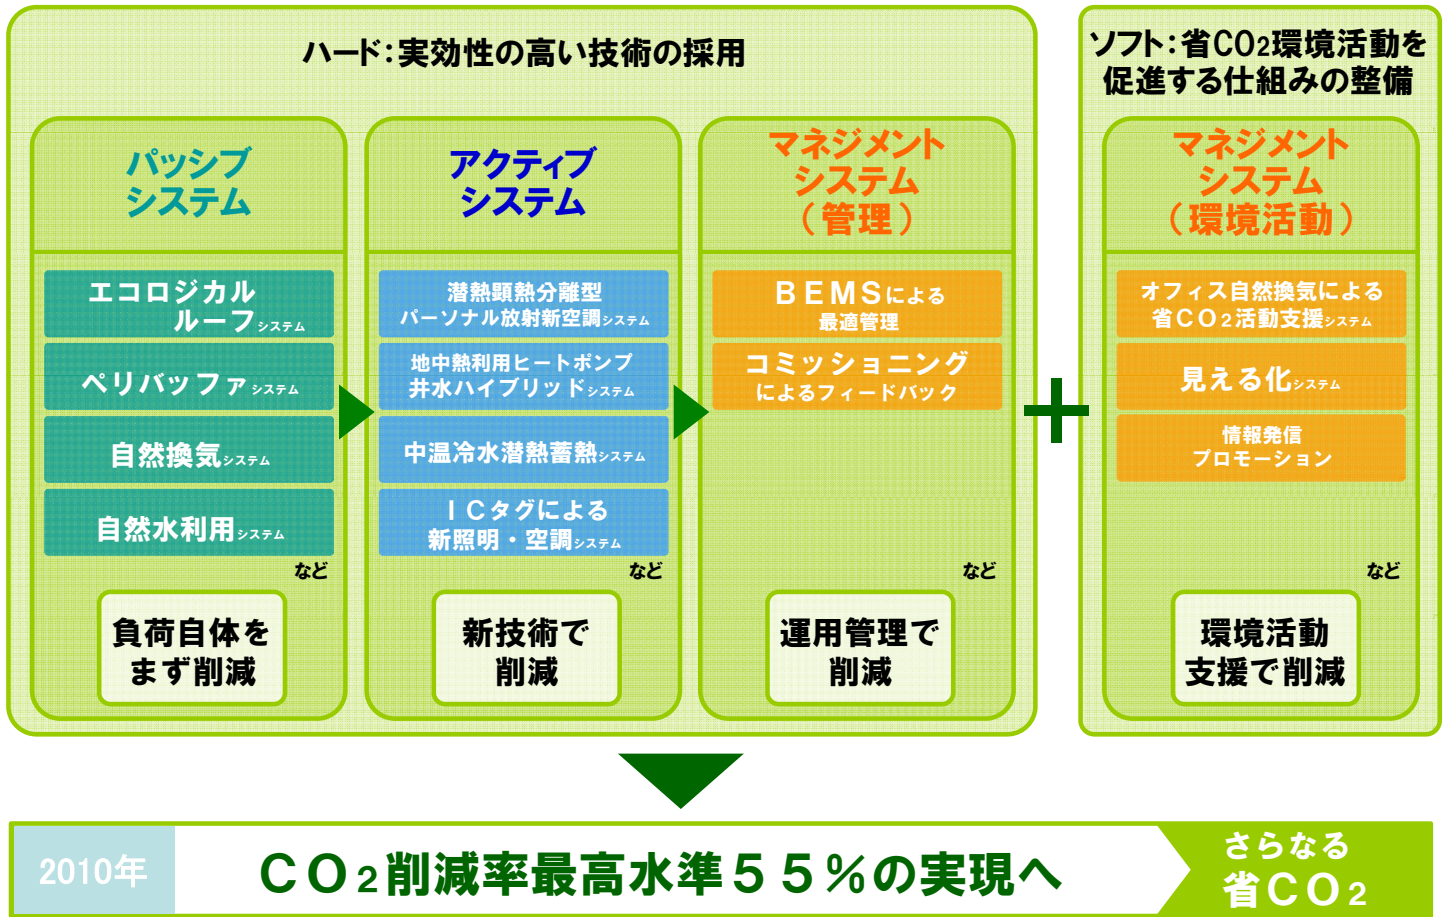 ハード：実効性の高い技術の採用
パッシブ
システム
エコロジカル
ルーフシステム
ペリバッファシステム
自然換気システム
自然水利用システム
など
負荷自体を
まず削減
アクティブ
システム
潜熱顕熱分離型
パーソナル放射新空調システム
地中熱利用ヒートポンプ
井水ハイブリッドシステム
中温冷水潜熱蓄熱システム
ＩＣタグによる
新照明・空調システム
など
新技術で
削減
マネジメント
システム
（管理）
ＢＥＭＳによる
最適管理
コミッショニング
によるフィードバック
など
運用管理で
削減
＋
ソフト：省CO2環境活動を
促進する仕組みの整備
マネジメント
システム
（環境活動）
オフィス自然換気による
省ＣＯ２活動支援システム
見える化システム
情報発信
プロモーション
など
環境活動
支援で削減
2010年
ＣＯ２削減率最高水準５５％の実現へ
さらなる
省ＣＯ２